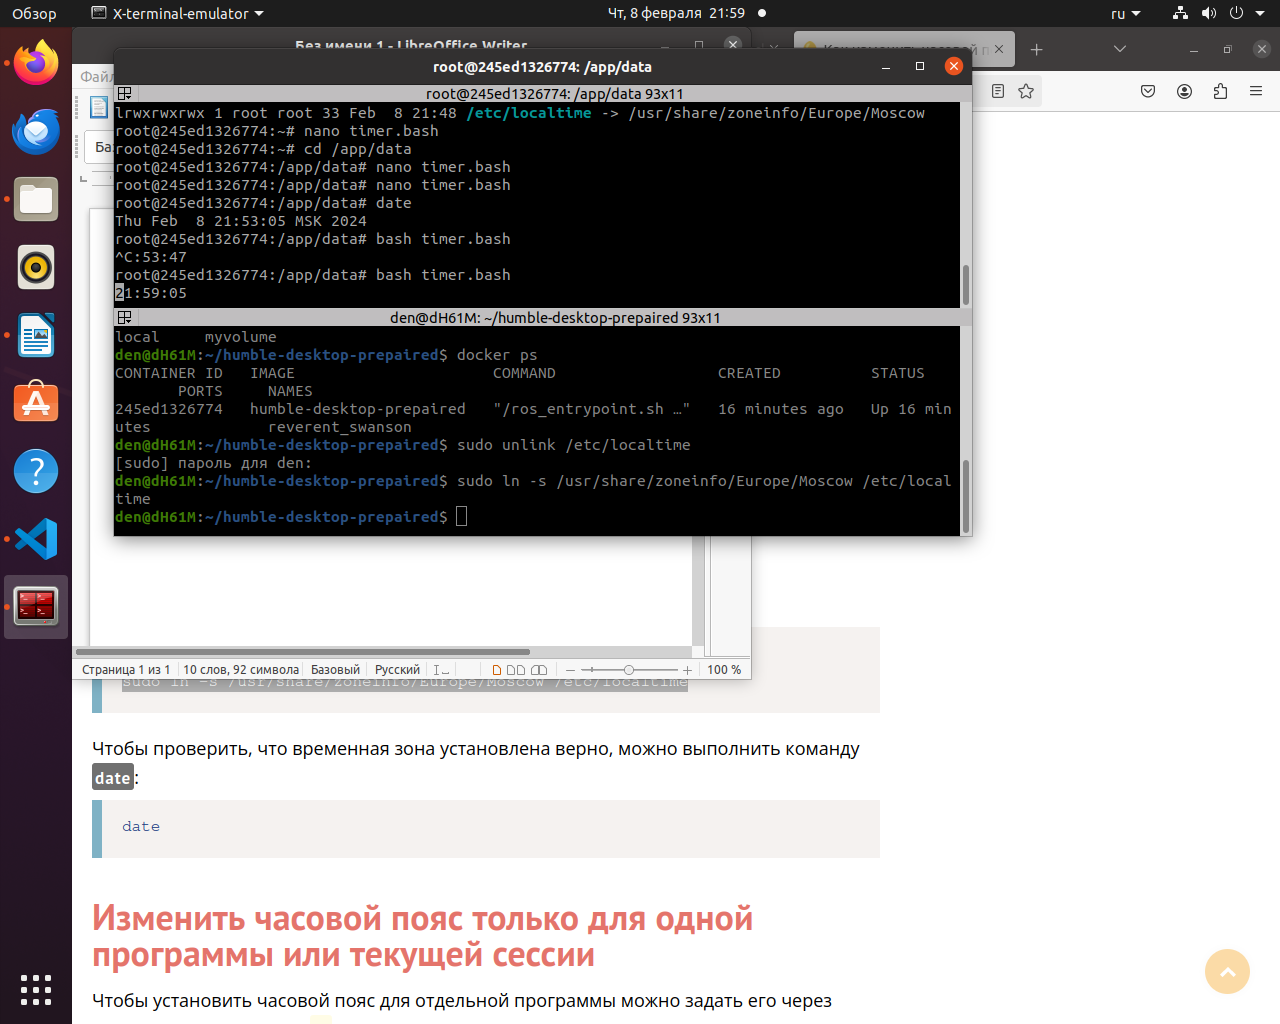 Обзор
X-terminal-emulator
Чт, 8 февраля 21:59
ru
Без имени 1 - LibreOffice Writer
Как изменить часовой п
root@245ed1326774: /app/data
Файл
root@245ed1326774: /app/data 93x11
lrwxrwxrwx 1 root root 33 Feb  8 21:48 /etc/localtime -> /usr/share/zoneinfo/Europe/Moscow
root@245ed1326774:~# nano timer.bash
root@245ed1326774:~# cd /app/data
root@245ed1326774:/app/data# nano timer.bash
root@245ed1326774:/app/data# nano timer.bash
root@245ed1326774:/app/data# date
Thu Feb  8 21:53:05 MSK 2024
root@245ed1326774:/app/data# bash timer.bash
^C:53:47
root@245ed1326774:/app/data# bash timer.bash
21:59:05
Ба
den@dH61M: ~/humble-desktop-prepaired 93x11
local     myvolume
den@dH61M:~/humble-desktop-prepaired$ docker ps
CONTAINER ID   IMAGE                      COMMAND                  CREATED          STATUS
       PORTS     NAMES
245ed1326774   humble-desktop-prepaired   "/ros_entrypoint.sh …"   16 minutes ago   Up 16 min
utes             reverent_swanson
den@dH61M:~/humble-desktop-prepaired$ sudo unlink /etc/localtime
[sudo] пароль для den:
den@dH61M:~/humble-desktop-prepaired$ sudo ln -s /usr/share/zoneinfo/Europe/Moscow /etc/local
time
den@dH61M:~/humble-desktop-prepaired$
Страница 1 из 1
10 слов, 92 символа
Базовый
Русский
100 %
sudo ln -s /usr/share/zoneinfo/Europe/Moscow /etc/localtime
Чтобы проверить, что временная зона установлена верно, можно выполнить команду
date:
date
Изменить часовой пояс только для одной
программы или текущей сессии
Чтобы установить часовой пояс для отдельной программы можно задать его через